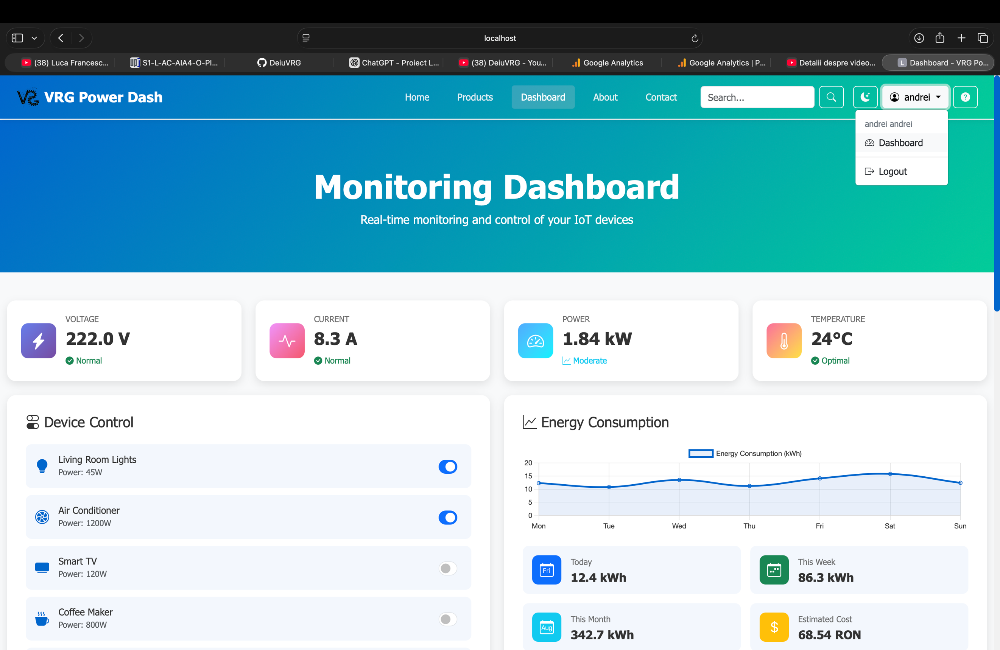 localhost
(38) Luca Francesc...
S1-L-AC-AIA4-O-PI...
DeiuVRG
ChatGPT - Proiect L...
(38) DeiuVRG - You...
Google Analytics
Google Analytics | P...
Detalii despre video...
L Dashboard - VRG Po...
VRG Power Dash
Home
Products
Dashboard
About
Contact
Search...
andrei
?
andrei andrei
Dashboard
Logout
Monitoring Dashboard
Real-time monitoring and control of your IoT devices
VOLTAGE
222.0 V
Normal
CURRENT
8.3 A
Normal
POWER
1.84 kW
Moderate
TEMPERATURE
24°C
Optimal
Device Control
Living Room Lights
Power: 45W
Air Conditioner
Power: 1200W
Smart TV
Power: 120W
Coffee Maker
Power: 800W
Energy Consumption
Energy Consumption (kWh)
20
15
10
5
0
Mon Tue Wed Thu Fri Sat Sun
Fri
Today
12.4 kWh
This Week
86.3 kWh
Aug
This Month
342.7 kWh
$
Estimated Cost
68.54 RON